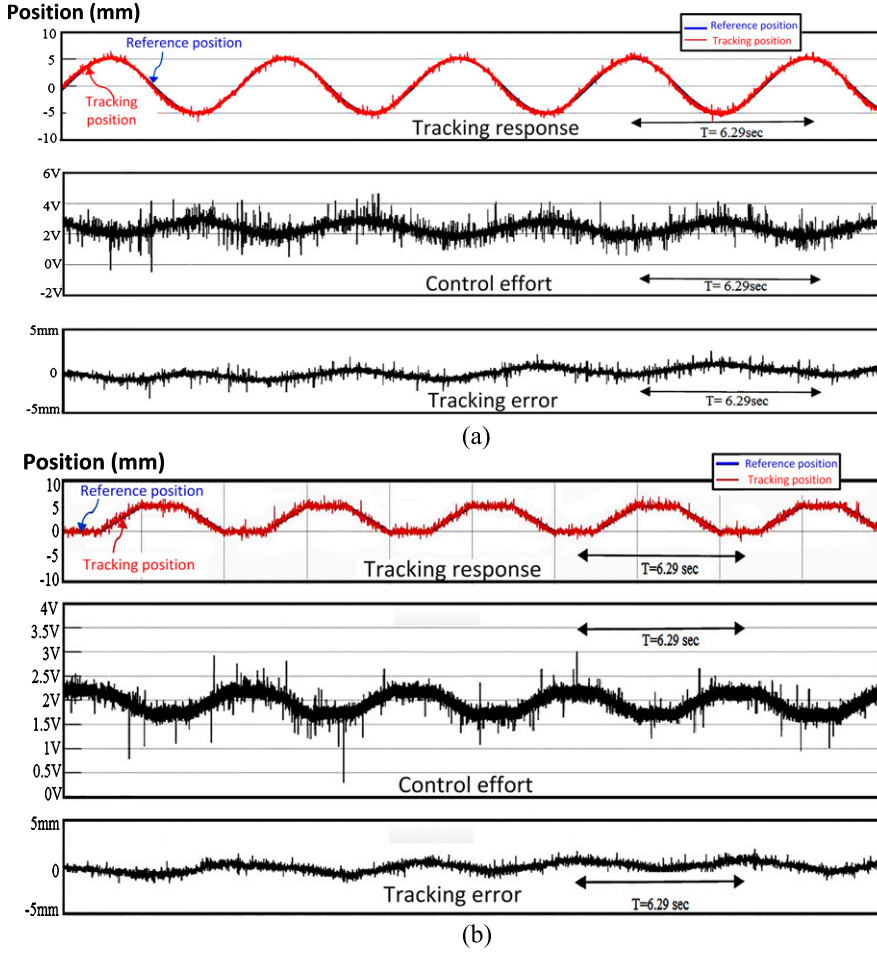 Position (mm)
10
5
0
-5
-10
Reference position
Tracking
position
Reference position
Tracking position
Tracking response
T= 6.29sec
6V
4V
2V
0V
-2V
Control effort
T= 6.29sec
5mm
0
-5mm
Tracking error
T= 6.29sec
(a)
Position (mm)
10
5
0
-5
-10
Reference position
Tracking position
Reference position
Tracking position
Tracking response
T=6.29 sec
4V
3.5V
3V
2.5V
2V
1.5V
1V
0.5V
0V
T=6.29 sec
Control effort
5mm
0
-5mm
Tracking error
T=6.29 sec
(b)